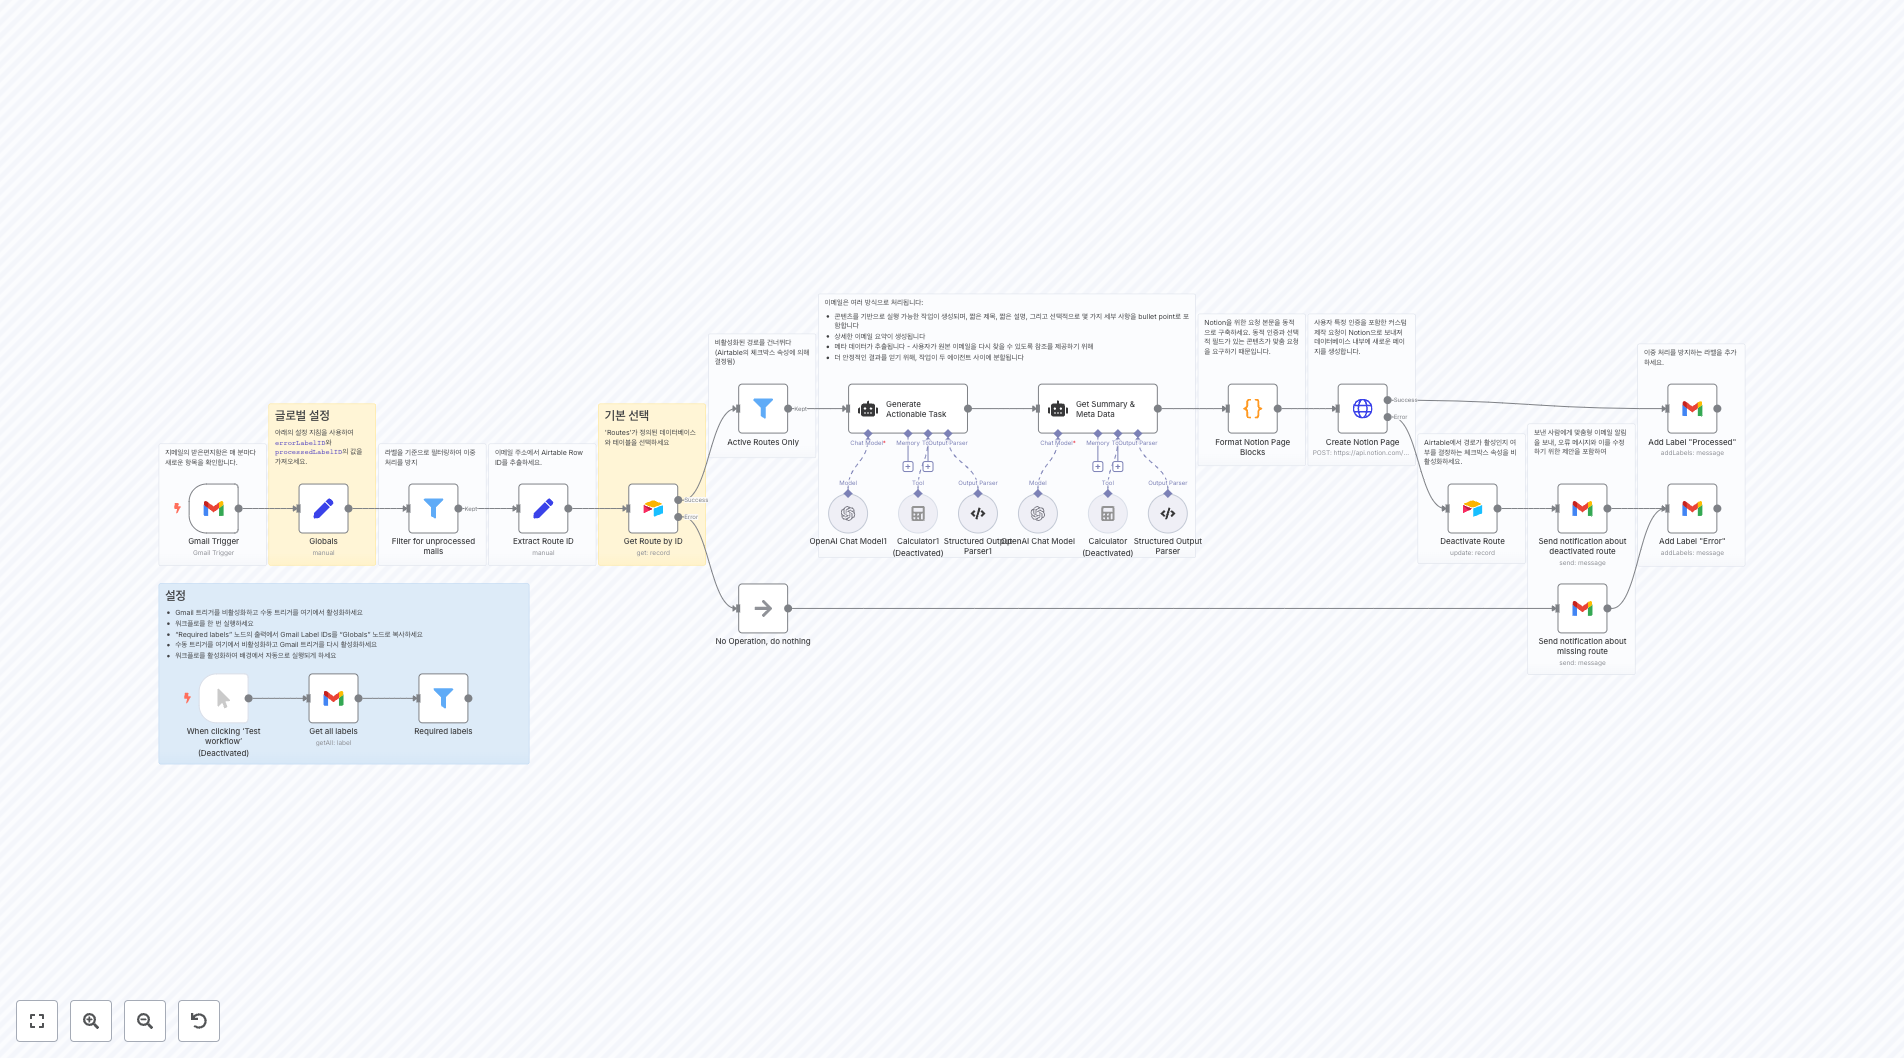 이메일은 여러 방식으로 처리됩니다:
콘텐츠를 기반으로 실행 가능한 작업이 생성되며, 짧은 제목, 짧은 설명, 그리고 선택적으로 몇 가지 세부 사항을 bullet point로 포
함합니다
상세한 이메일 요약이 생성됩니다
메타 데이터가 추출됩니다 - 사용자가 원본 이메일을 다시 찾을 수 있도록 참조를 제공하기 위해
더 안정적인 결과를 얻기 위해, 작업이 두 에이전트 사이에 분할됩니다
Notion을 위한 요청 본문을 동적
으로 구축하세요. 동적 인증과 선택
적 필드가 있는 콘텐츠가 맞춤 요청
을 요구하기 때문입니다.
사용자 특정 인증을 포함한 커스텀
제작 요청이 Notion으로 보내져
데이터베이스 내부에 새로운 페이
지를 생성합니다.
비활성화된 경로를 건너뛰다
(Airtable의 체크박스 속성에 의해
결정됨)
이중 처리를 방지하는 라벨을 추가
하세요.
글로벌 설정
아래의 설정 지침을 사용하여
errorLabelID와
processedLabelID의 값을
가져오세요.
기본 선택
'Routes'가 정의된 데이터베이스
와 테이블을 선택하세요
지메일의 받은편지함은 매 분마다
새로운 항목을 확인합니다.
라벨을 기준으로 필터링하여 이중
처리를 방지
이메일 주소에서 Airtable Row
ID를 추출하세요.
Airtable에서 경로가 활성인지 여
부를 결정하는 체크박스 속성을 비
활성화하세요.
보낸 사람에게 맞춤형 이메일 알림
을 보내, 오류 메시지와 이를 수정
하기 위한 제안을 포함하여
Kept
Active Routes Only
Generate
Actionable Task
Chat Model*
Memory
To
Output Parser
Get Summary &
Meta Data
Chat Model*
Memory
To
Output Parser
Format Notion Page
Blocks
Success
Error
Create Notion Page
POST: https://api.notion.com/...
Add Label "Processed"
addLabels: message
Model
Tool
Output Parser
Model
Tool
Output Parser
OpenAI Chat Model1
Calculator1
(Deactivated)
Structured Output
Parser1
OpenAI Chat Model
Calculator
(Deactivated)
Structured Output
Parser
Gmail Trigger
Gmail Trigger
Globals
manual
Kept
Filter for unprocessed
mails
Extract Route ID
manual
Success
Error
Get Route by ID
get: record
Deactivate Route
update: record
Send notification about
deactivated route
send: message
Add Label "Error"
addLabels: message
No Operation, do nothing
Send notification about
missing route
send: message
설정
Gmail 트리거를 비활성화하고 수동 트리거를 여기에서 활성화하세요
워크플로를 한 번 실행하세요
"Required labels" 노드의 출력에서 Gmail Label IDs를 "Globals" 노드로 복사하세요
수동 트리거를 여기에서 비활성화하고 Gmail 트리거를 다시 활성화하세요
워크플로를 활성화하여 배경에서 자동으로 실행되게 하세요
When clicking 'Test
workflow'
(Deactivated)
Get all labels
getAll: label
Required labels